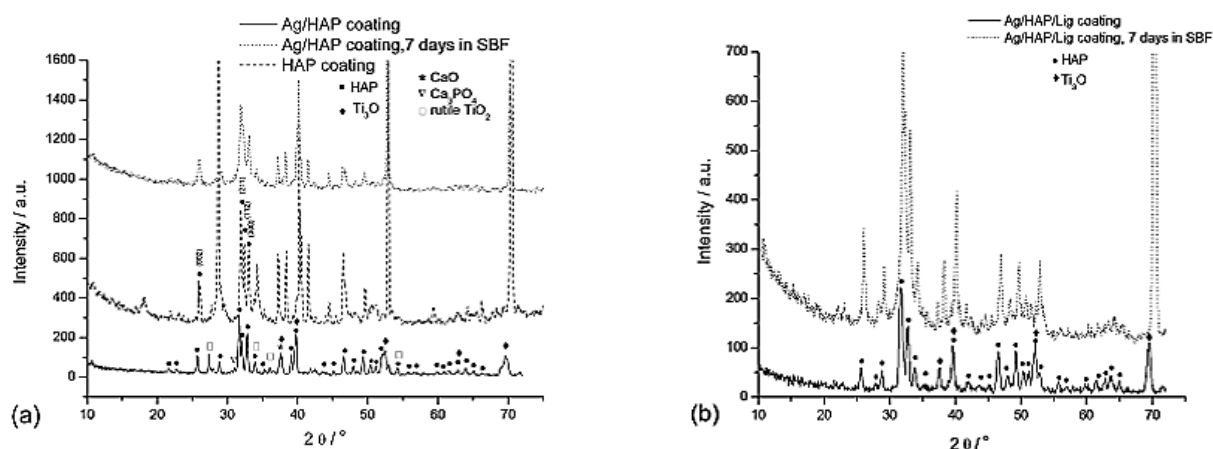 Ag/HAP coating
Ag/HAP coating,7 days in SBF
HAP coating
HAP
Ti3O
CaO
Ca3PO4
rutile TiO2
1600
1400
1200
1000
800
600
400
200
0
Intensity / a.u.
10 20 30 40 50 60 70
2 θ / °
(a)
Ag/HAP/Lig coating
Ag/HAP/Lig coating, 7 days in SBF
HAP
Ti3O
700
600
500
400
300
200
100
0
Intensity / a.u.
10 20 30 40 50 60 70
2 θ / °
(b)